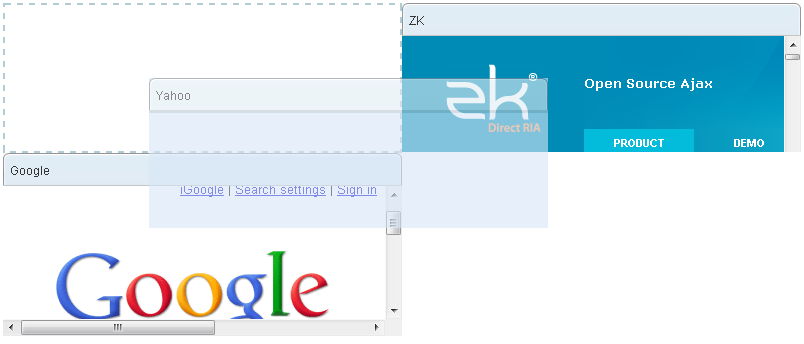 ZK
zk®
Direct RIA
Open Source Ajax
PRODUCT DEMO
Yahoo
Google
iGoogle | Search settings | Sign in
Google